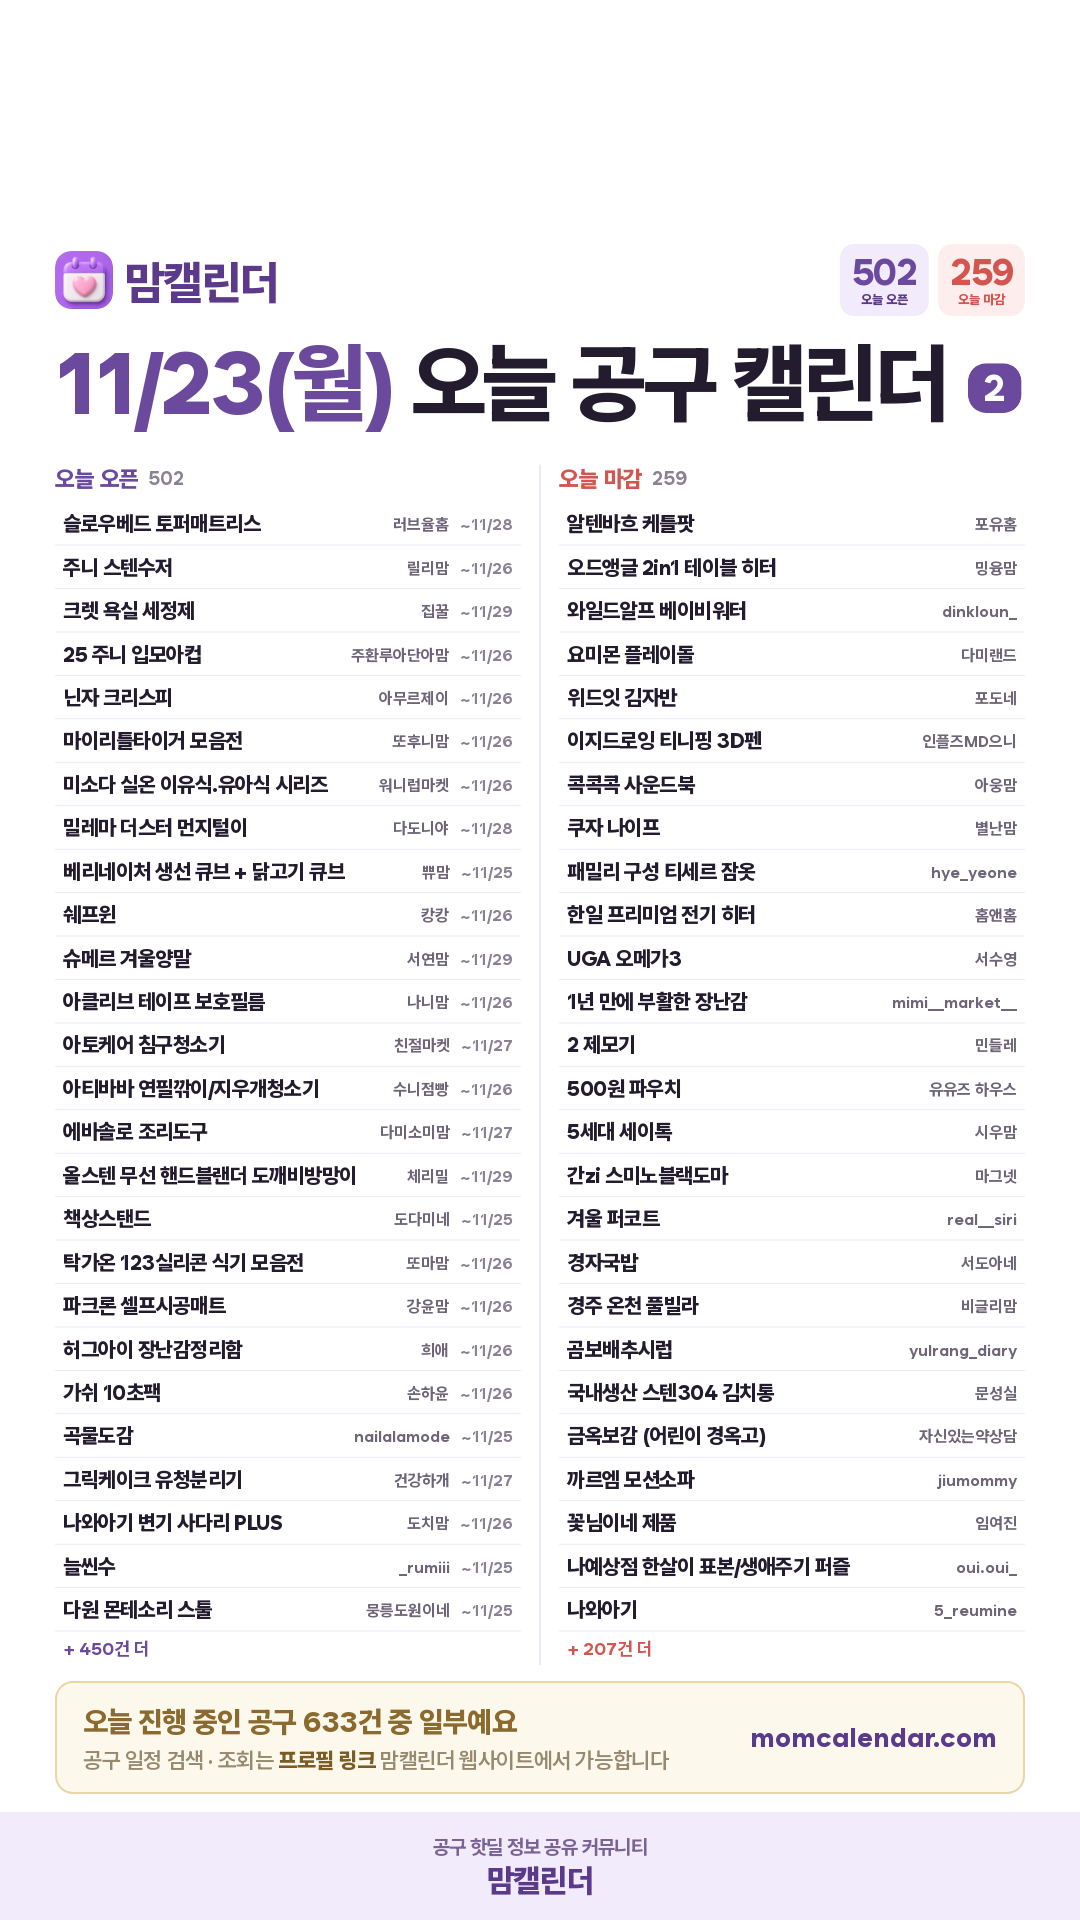 맘캘린더
502
오늘 오픈
259
오늘 마감
11/23(월) 오늘 공구 캘린더 2
오늘 오픈 502
슬로우베드 토퍼매트리스 러브율홈 ~11/28
주니 스텐수저 릴리맘 ~11/26
크렛 욕실 세정제 집꿀 ~11/29
25 주니 입모아컵 주환루아단아맘 ~11/26
닌자 크리스피 아무르제이 ~11/26
마이리틀타이거 모음전 또후니맘 ~11/26
미소다 실온 이유식.유아식 시리즈 워니럽마켓 ~11/26
밀레마 더스터 먼지털이 다도니야 ~11/28
베리네이처 생선 큐브 + 닭고기 큐브 쀼맘 ~11/25
쉐프윈 캉캉 ~11/26
슈메르 겨울양말 서연맘 ~11/29
아클리브 테이프 보호필름 나니맘 ~11/26
아토케어 침구청소기 친절마켓 ~11/27
아티바바 연필깎이/지우개청소기 수니점빵 ~11/26
에바솔로 조리도구 다미소미맘 ~11/27
올스텐 무선 핸드블랜더 도깨비방망이 체리밀 ~11/29
책상스탠드 도다미네 ~11/25
탁가온 123실리콘 식기 모음전 또마맘 ~11/26
파크론 셀프시공매트 강윤맘 ~11/26
허그아이 장난감정리함 희애 ~11/26
가쉬 10초팩 손하윤 ~11/26
곡물도감 nailalamode ~11/25
그릭케이크 유청분리기 건강하개 ~11/27
나와아기 변기 사다리 PLUS 도치맘 ~11/26
늘씬수 _rumiii ~11/25
다원 몬테소리 스툴 몽릉도원이네 ~11/25
+ 450건 더
오늘 마감 259
알텐바흐 케틀팟 포유홈
오드앵글 2in1 테이블 히터 밍융맘
와일드알프 베이비워터 dinkloun_
요미몬 플레이돌 다미랜드
위드잇 김자반 포도네
이지드로잉 티니핑 3D펜 인플즈MD으니
콕콕콕 사운드북 아웅맘
쿠자 나이프 별난맘
패밀리 구성 티세르 잠옷 hye_yeone
한일 프리미엄 전기 히터 홈앤홈
UGA 오메가3 서수영
1년 만에 부활한 장난감 mimi__market__
2 제모기 민들레
500원 파우치 유유즈 하우스
5세대 세이톡 시우맘
간zi 스미노블랙도마 마그넷
겨울 퍼코트 real__siri
경자국밥 서도아네
경주 온천 풀빌라 비글리맘
곰보배추시럽 yulrang_diary
국내생산 스텐304 김치통 문성실
금옥보감 (어린이 경옥고) 자신있는약상담
까르엠 모션소파 jiumommy
꽃님이네 제품 임여진
나예상점 한살이 표본/생애주기 퍼즐 oui.oui_
나와아기 5_reumine
+ 207건 더
오늘 진행 중인 공구 633건 중 일부예요
공구 일정 검색 · 조회는 프로필 링크 맘캘린더 웹사이트에서 가능합니다
momcalendar.com
공구 핫딜 정보 공유 커뮤니티
맘캘린더